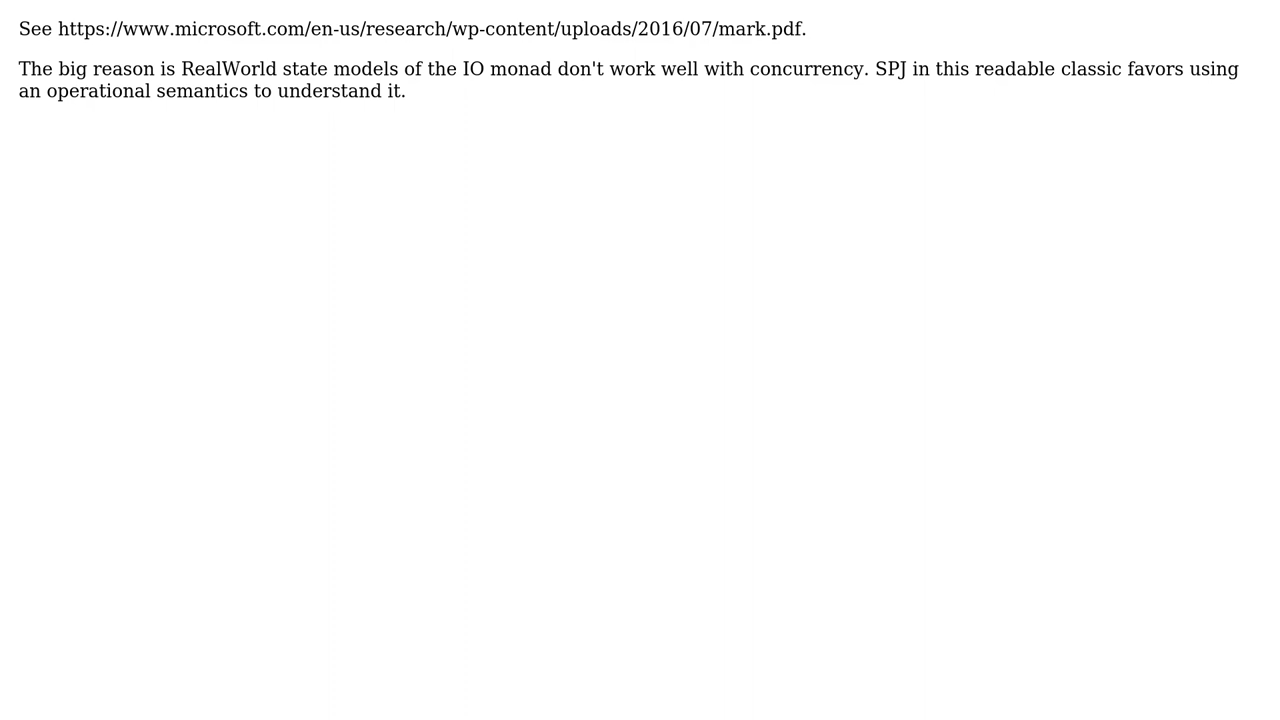 See https://www.microsoft.com/en-us/research/wp-content/uploads/2016/07/mark.pdf.
The big reason is RealWorld state models of the IO monad don't work well with concurrency. SPJ in this readable classic favors using
an operational semantics to understand it.